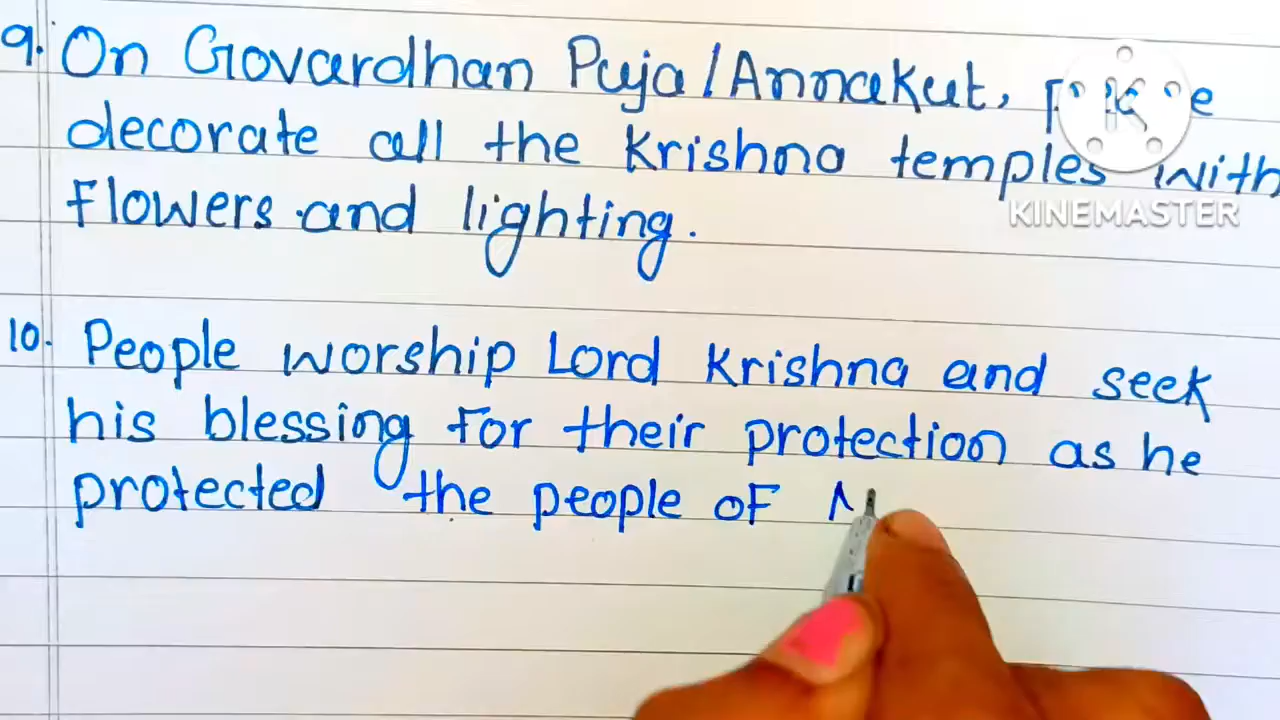 9. On Govardhan Puja/Annakut,
decorate all the Krishna temples with
flowers and lighting.
10. People worship Lord Krishna and seek
his blessing for their protection as he
protected the people of
K
KINEMASTER